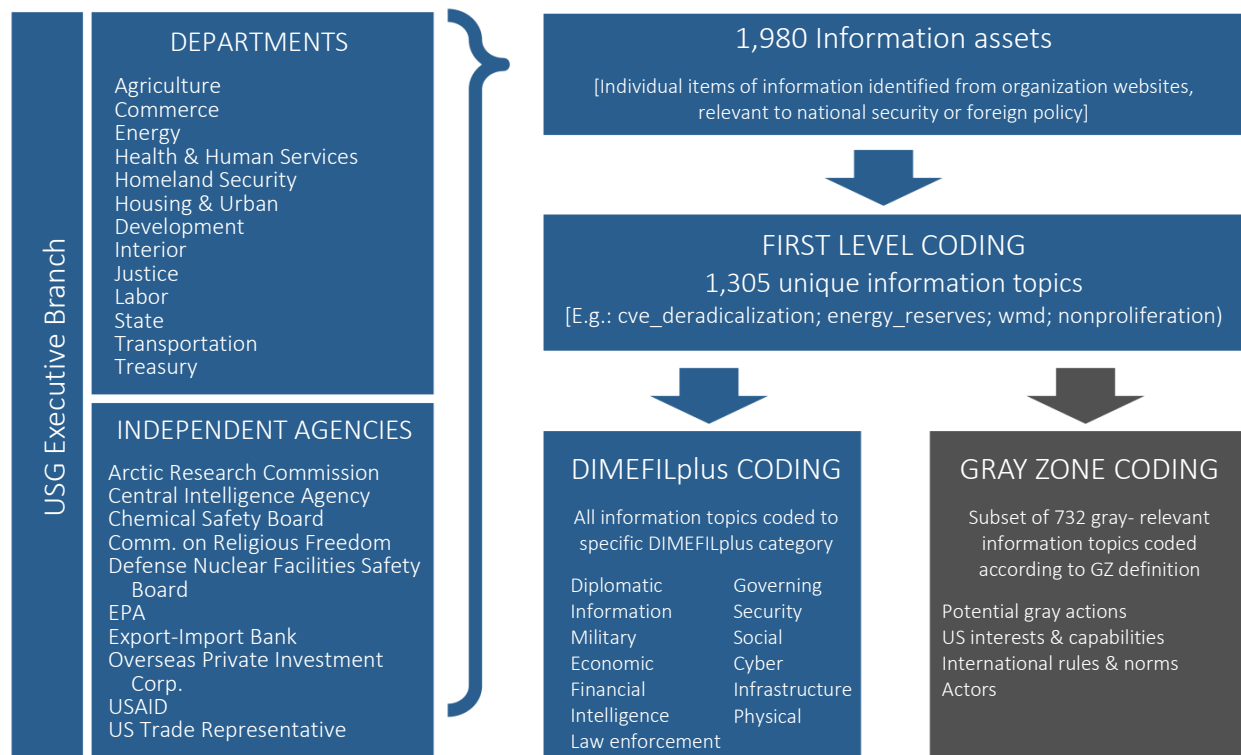 USG Executive Branch
DEPARTMENTS
Agriculture
Commerce
Energy
Health & Human Services
Homeland Security
Housing & Urban
Development
Interior
Justice
Labor
State
Transportation
Treasury
INDEPENDENT AGENCIES
Arctic Research Commission
Central Intelligence Agency
Chemical Safety Board
Comm. on Religious Freedom
Defense Nuclear Facilities Safety
Board
EPA
Export-Import Bank
Overseas Private Investment
Corp.
USAID
US Trade Representative
1,980 Information assets
[Individual items of information identified from organization websites,
relevant to national security or foreign policy]
FIRST LEVEL CODING
1,305 unique information topics
[E.g.: cve_deradicalization; energy_reserves; wmd; nonproliferation)
DIMEFILplus CODING
All information topics coded to
specific DIMEFILplus category
Diplomatic
Information
Military
Economic
Financial
Intelligence
Law enforcement
Governing
Security
Social
Cyber
Infrastructure
Physical
GRAY ZONE CODING
Subset of 732 gray- relevant
information topics coded
according to GZ definition
Potential gray actions
US interests & capabilities
International rules & norms
Actors